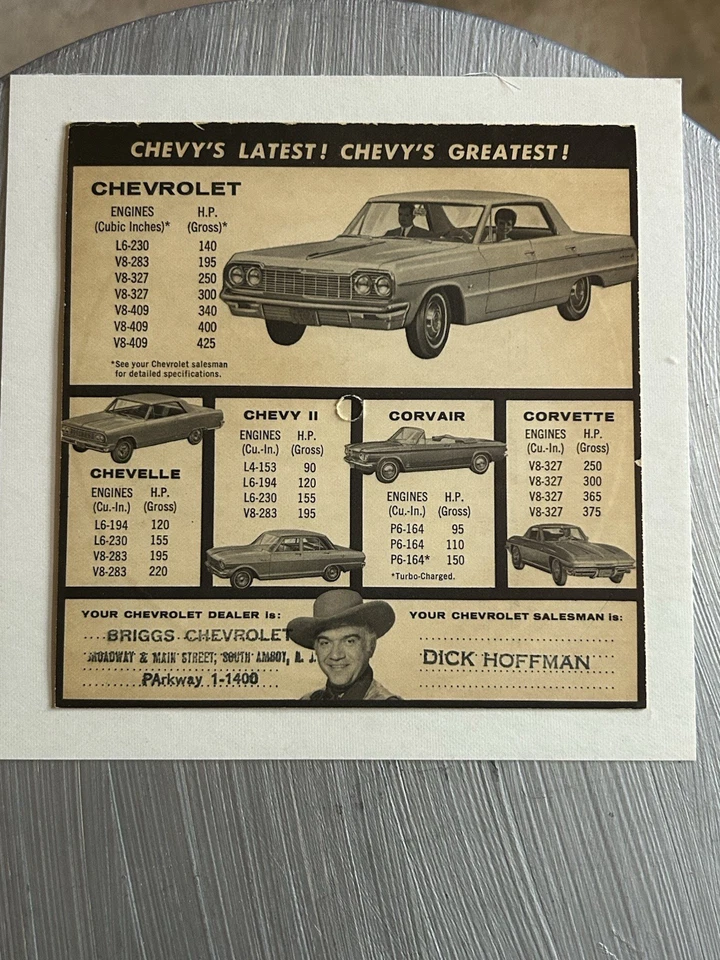 CHEVY'S LATEST! CHEVY'S GREATEST!
CHEVROLET
ENGINES H.P.
(Cubic Inches)* (Gross)*
L6-230 140
V8-283 195
V8-327 250
V8-327 300
V8-409 340
V8-409 400
V8-409 425
*See your Chevrolet salesman
for detailed specifications.
CHEVELLE
ENGINES H.P.
(Cu.-In.) (Gross)
L6-194 120
L6-230 155
V8-283 195
V8-283 220
CHEVY II
ENGINES H.P.
(Cu.-In.) (Gross)
L4-153 90
L6-194 120
L6-230 155
V8-283 195
CORVAIR
ENGINES H.P.
(Cu.-In.) (Gross)
P6-164 95
P6-164 110
P6-164* 150
*Turbo-Charged.
CORVETTE
ENGINES H.P.
(Cu.-In.) (Gross)
V8-327 250
V8-327 300
V8-327 365
V8-327 375
YOUR CHEVROLET DEALER is:
BRIGGS CHEVROLET
BROADWAY & MAIN STREET, SOUTH AMBOY, N. J.
PArkway 1-1400
YOUR CHEVROLET SALESMAN is:
DICK HOFFMAN